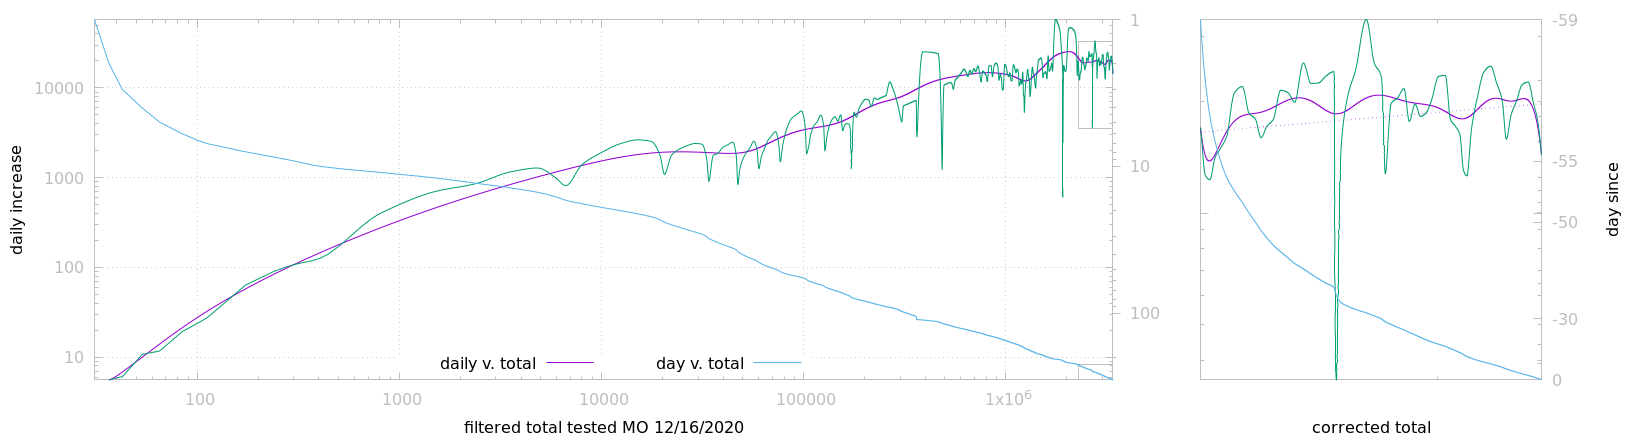 daily increase
10000
1000
100
10
daily v. total
day v. total
100
1000
10000
100000
1x10^6
filtered total tested MO 12/16/2020
1
10
100
-59
-55
-50
-30
0
day since
corrected total